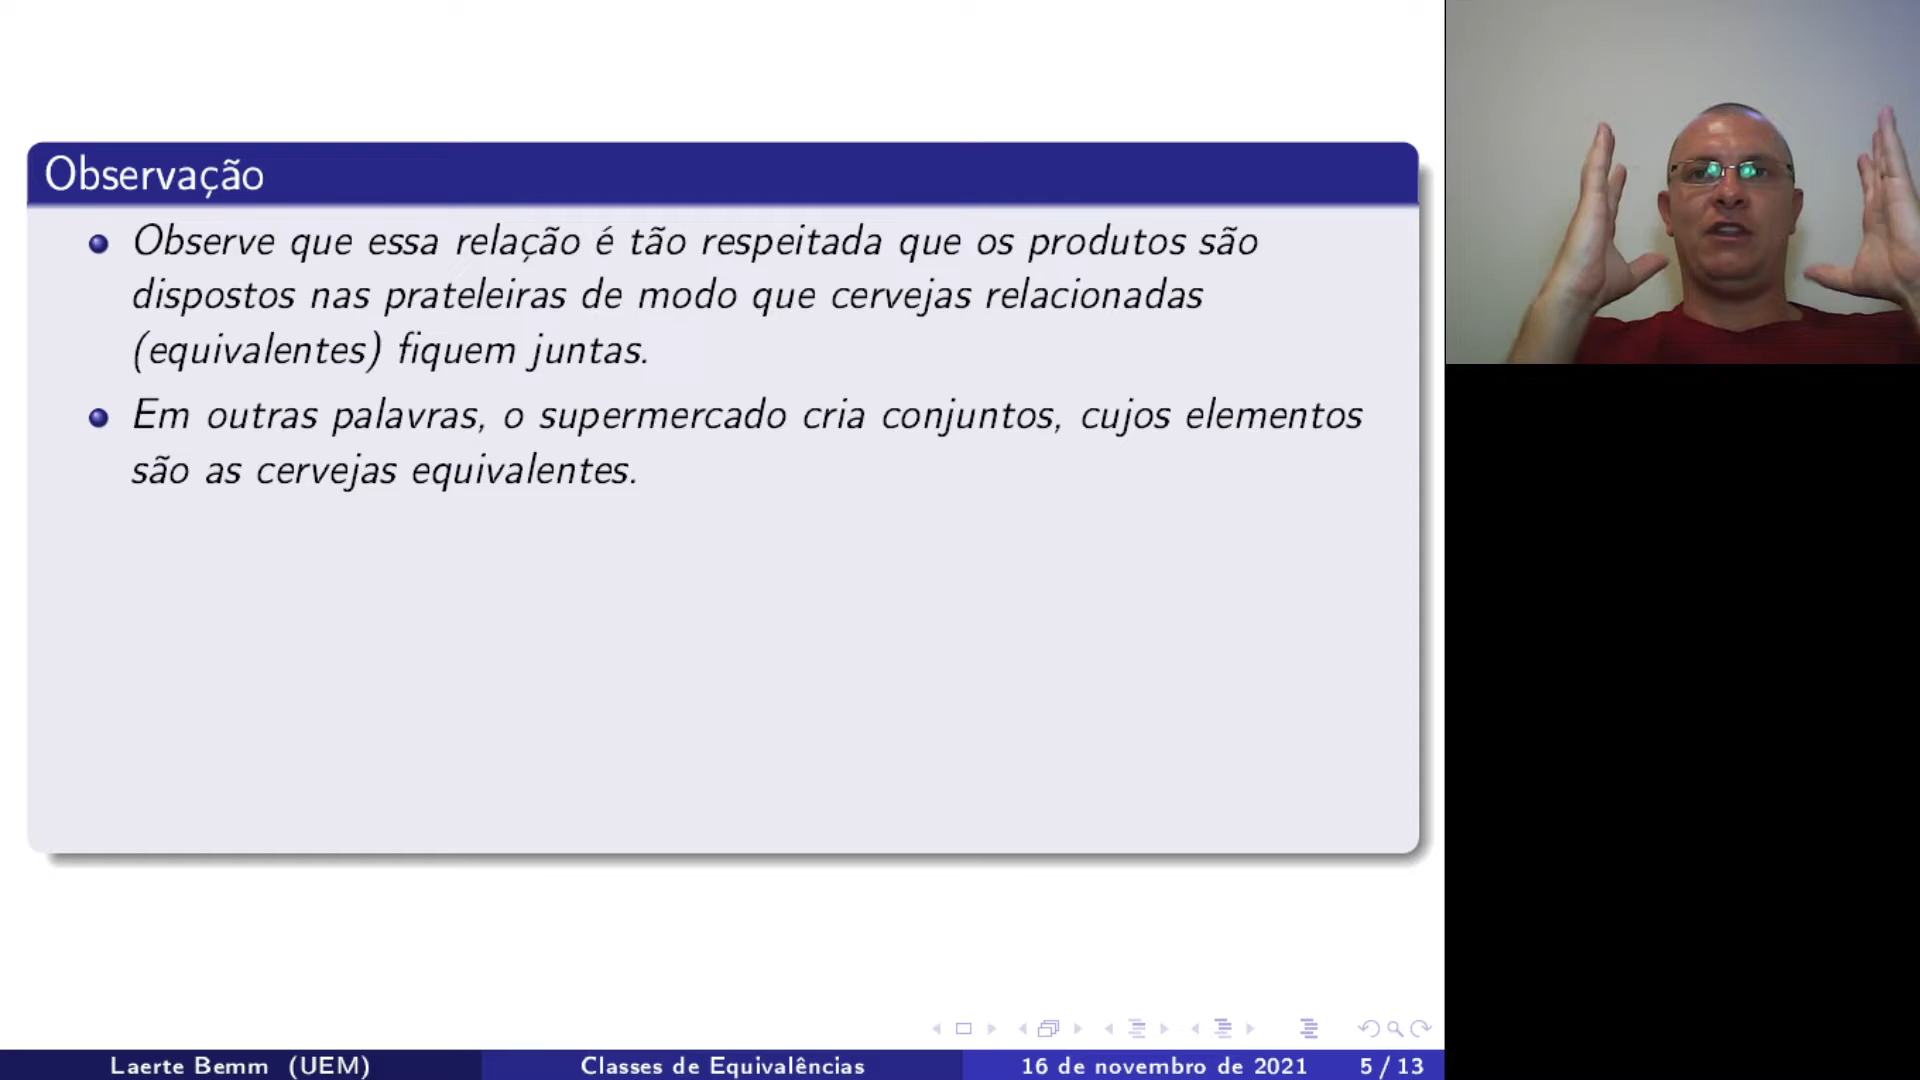 Observação
Observe que essa relação é tão respeitada que os produtos são
dispostos nas prateleiras de modo que cervejas relacionadas
(equivalentes) fiquem juntas.
Em outras palavras, o supermercado cria conjuntos, cujos elementos
são as cervejas equivalentes.
Laerte Bemm (UEM) Classes de Equivalências 16 de novembro de 2021 5 / 13